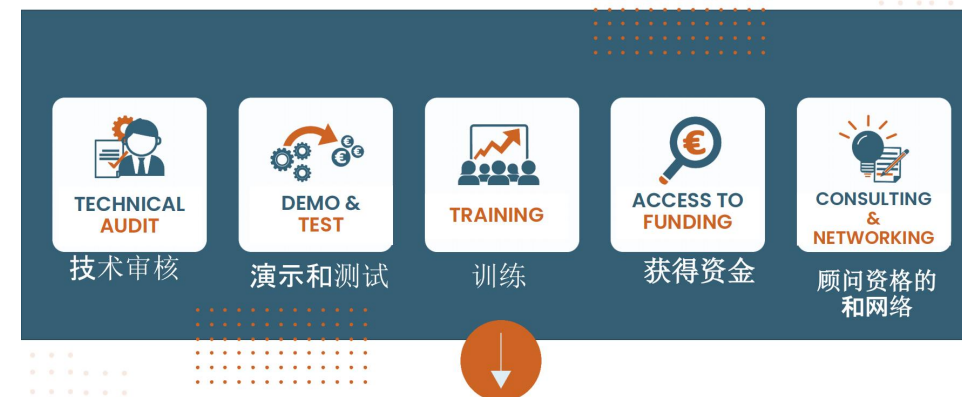 TECHNICAL
AUDIT
技术审核
DEMO &
TEST
演示和测试
TRAINING
训练
ACCESS TO
FUNDING
获得资金
CONSULTING
&
NETWORKING
顾问资格的
和网络